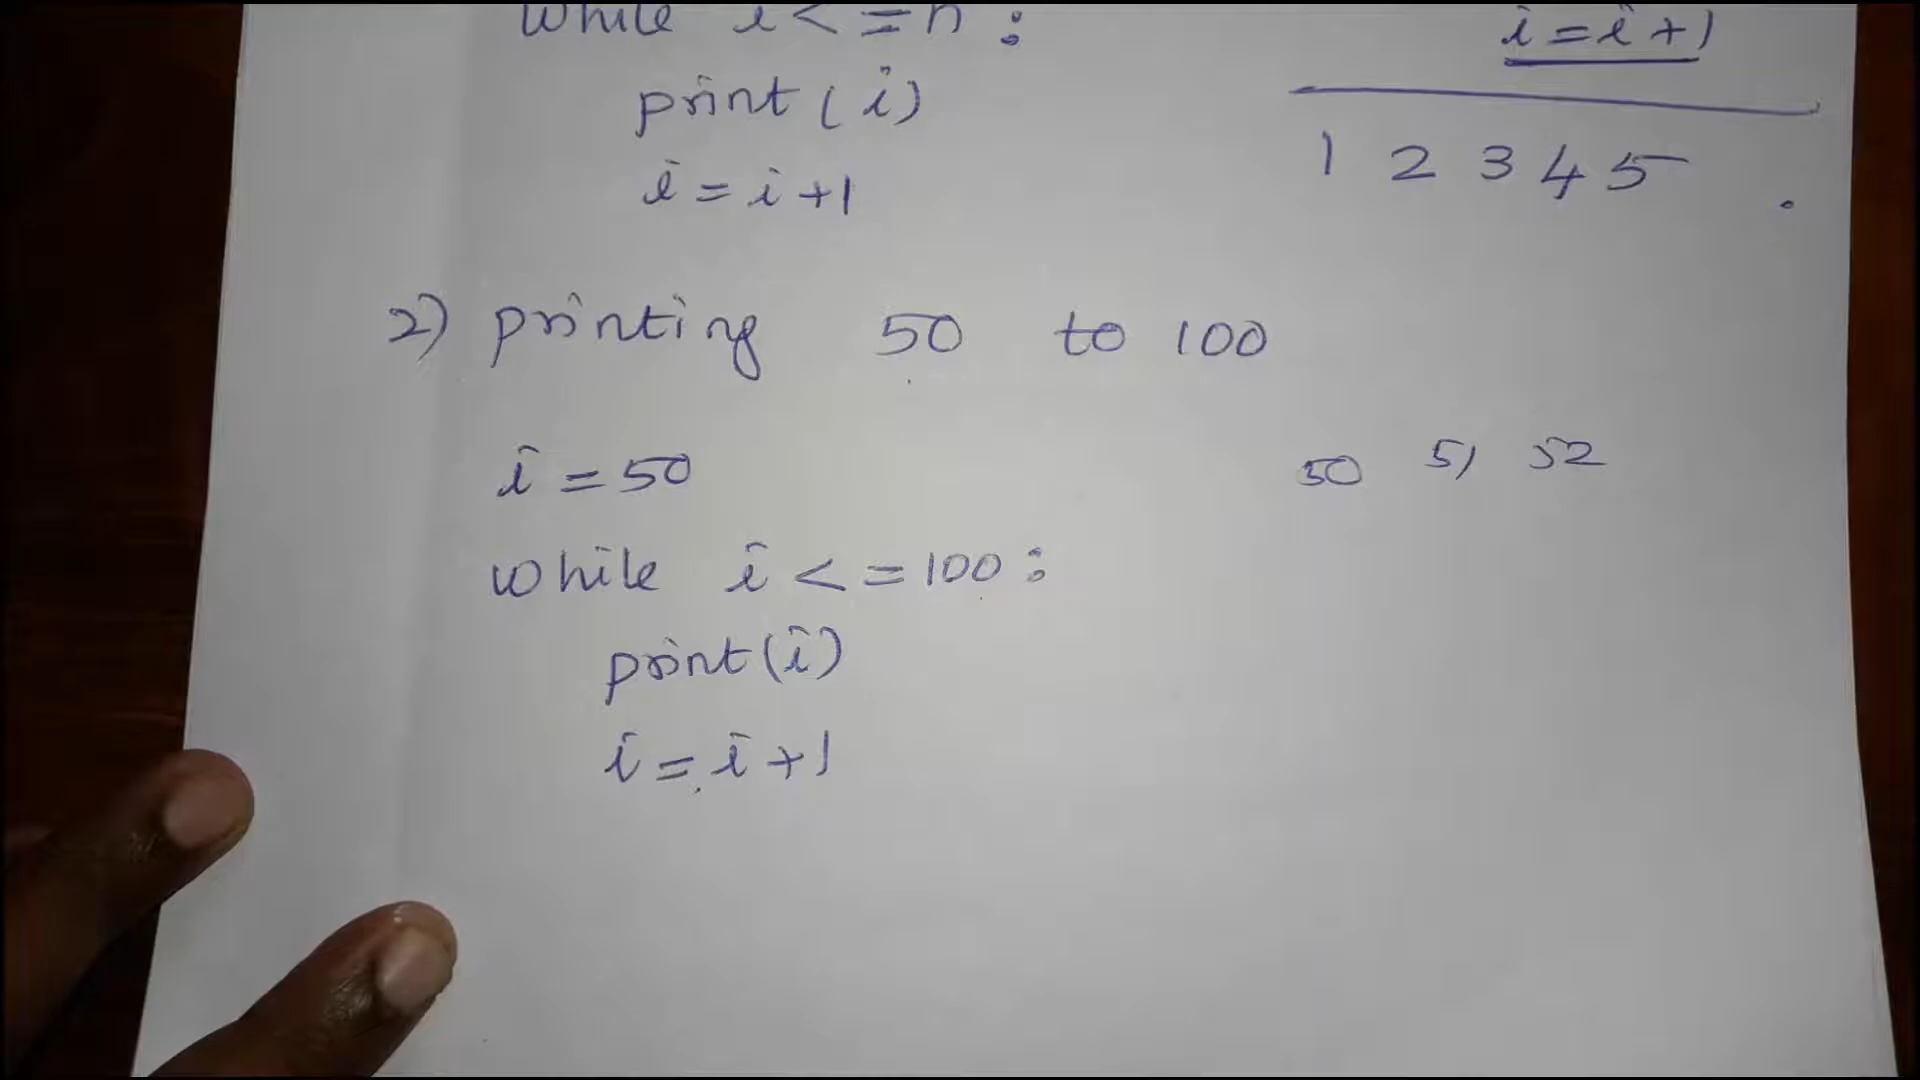 while i <= n :
print (i)
i = i +1
i = i +1
1 2 3 4 5
2) printing 50 to 100
i = 50
50 51 52
while i <= 100 :
print (i)
i = i +1